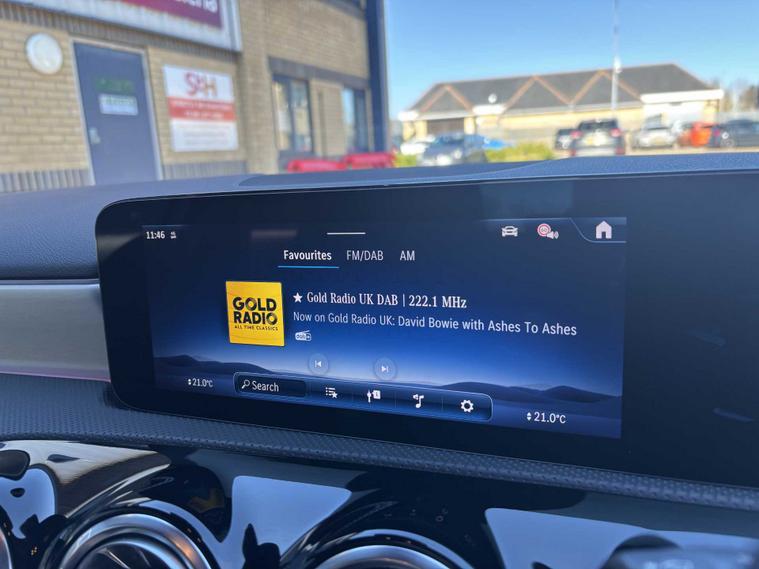 S&H
11:46
Favourites FM/DAB AM
GOLD
RADIO
ALL TIME CLASSICS
★ Gold Radio UK DAB | 222.1 MHz
Now on Gold Radio UK: David Bowie with Ashes To Ashes
21.0°C
Search
21.0°C